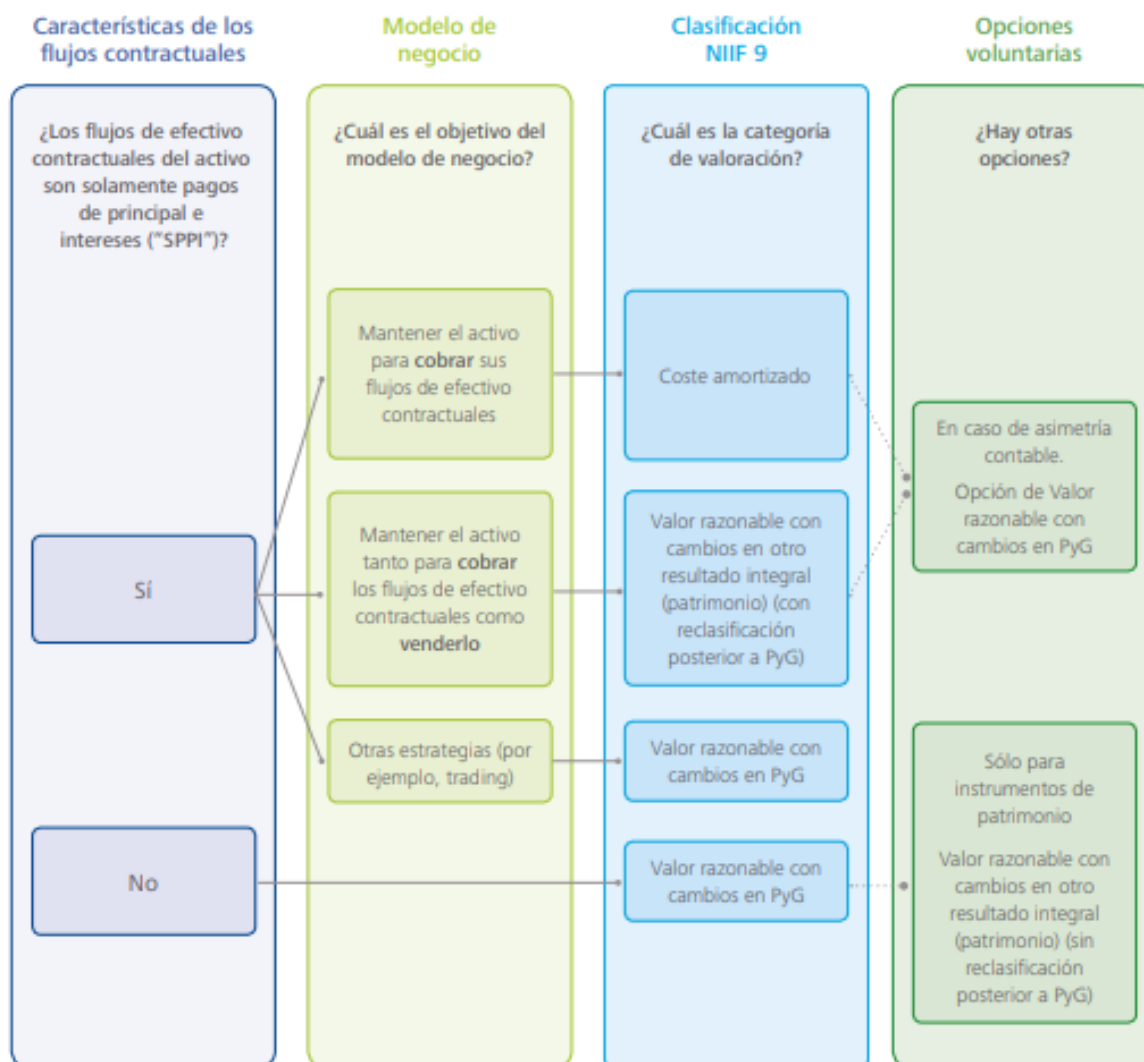 Características de los
flujos contractuales
¿Los flujos de efectivo
contractuales del activo
son solamente pagos
de principal e
intereses (“SPPI”)?
Sí
No
Modelo de
negocio
¿Cuál es el objetivo del
modelo de negocio?
Mantener el activo
para cobrar sus
flujos de efectivo
contractuales
Mantener el activo
tanto para cobrar
los flujos de efectivo
contractuales como
venderlo
Otras estrategias (por
ejemplo, trading)
Clasificación
NIIF 9
¿Cuál es la categoría
de valoración?
Coste amortizado
Valor razonable con
cambios en otro
resultado integral
(patrimonio) (con
reclasificación
posterior a PyG)
Valor razonable con
cambios en PyG
Valor razonable con
cambios en PyG
Opciones
voluntarias
¿Hay otras
opciones?
En caso de asimetría
contable.
Opción de Valor
razonable con
cambios en PyG
Sólo para
instrumentos de
patrimonio
Valor razonable con
cambios en otro
resultado integral
(patrimonio) (sin
reclasificación
posterior a PyG)